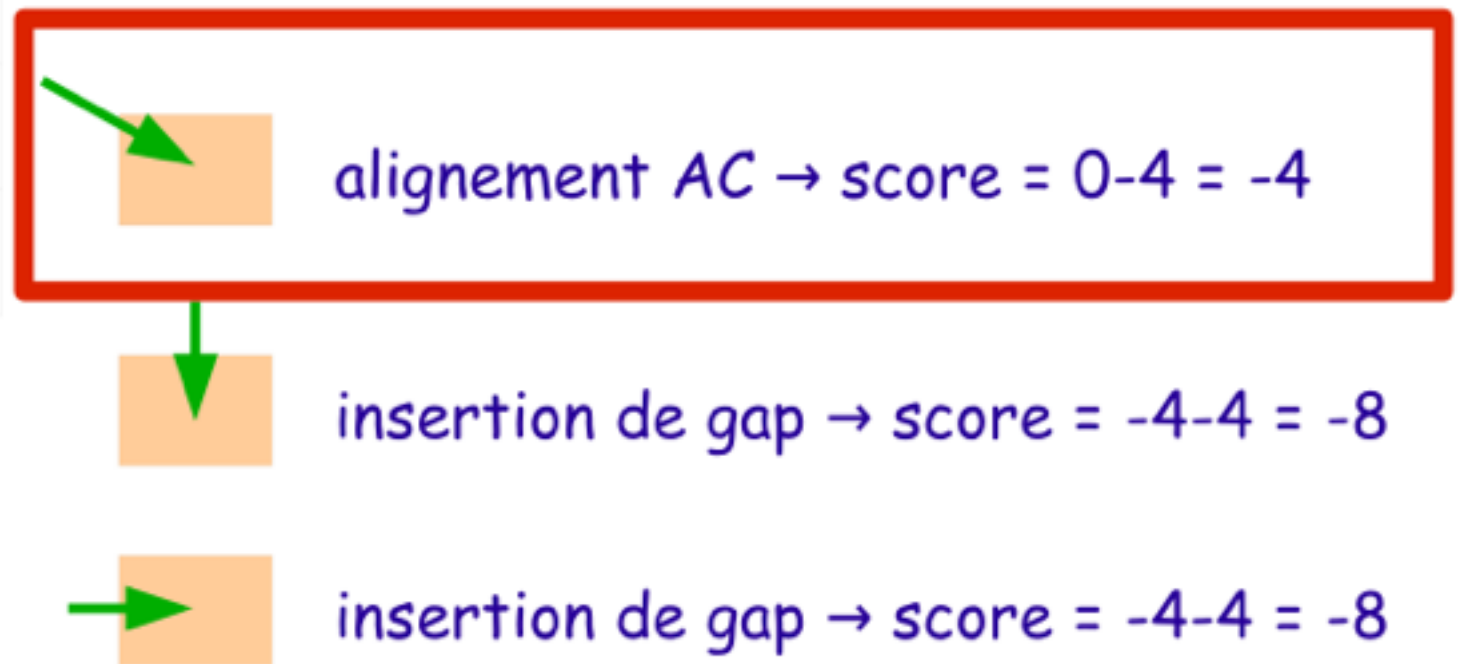 alignement AC → score = 0-4 = -4
insertion de gap → score = -4-4 = -8
insertion de gap → score = -4-4 = -8